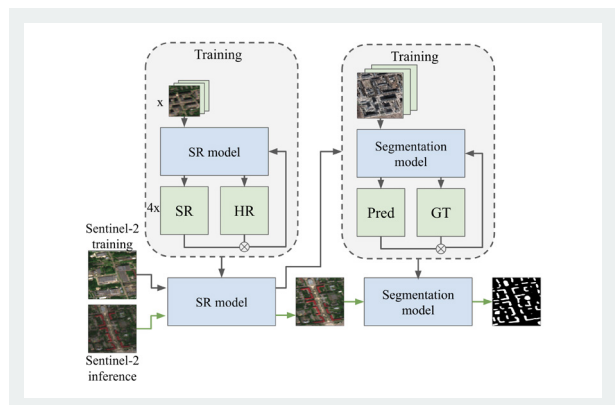 Training
x
SR model
4x
SR
HR
Training
Segmentation
model
Pred
GT
Sentinel-2
training
SR model
Segmentation
model
Sentinel-2
inference